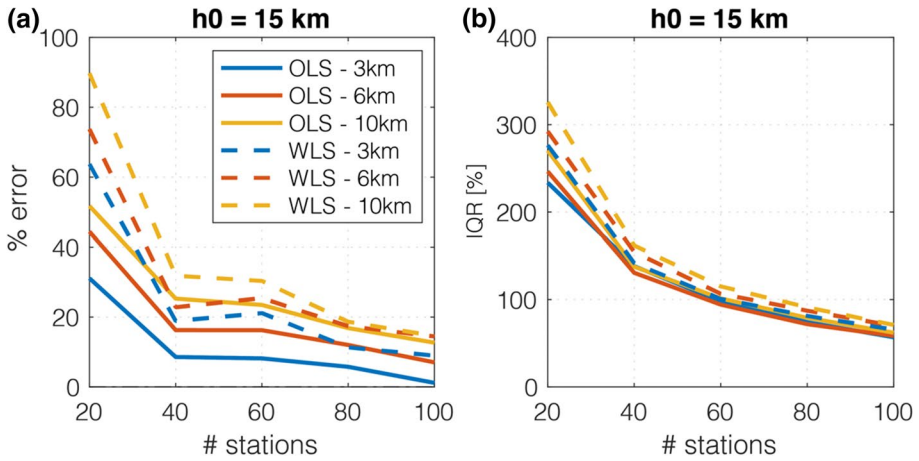 (a)
h0 = 15 km
100
80
60
40
20
0
% error
OLS - 3km
OLS - 6km
OLS - 10km
WLS - 3km
WLS - 6km
WLS - 10km
20 40 60 80 100
# stations
(b)
h0 = 15 km
400
300
200
100
0
IQR [%]
20 40 60 80 100
# stations